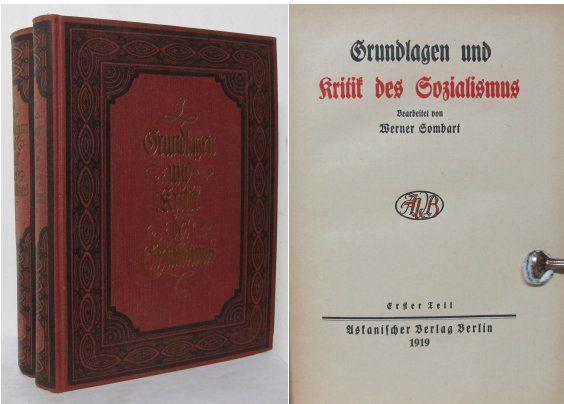 Grundlagen
und
Kritik
des
Sozialismus
Grundlagen und
Kritik des Sozialismus
Bearbeitet von
Werner Sombart
AVB
Erster Teil
Askanischer Verlag Berlin
1919